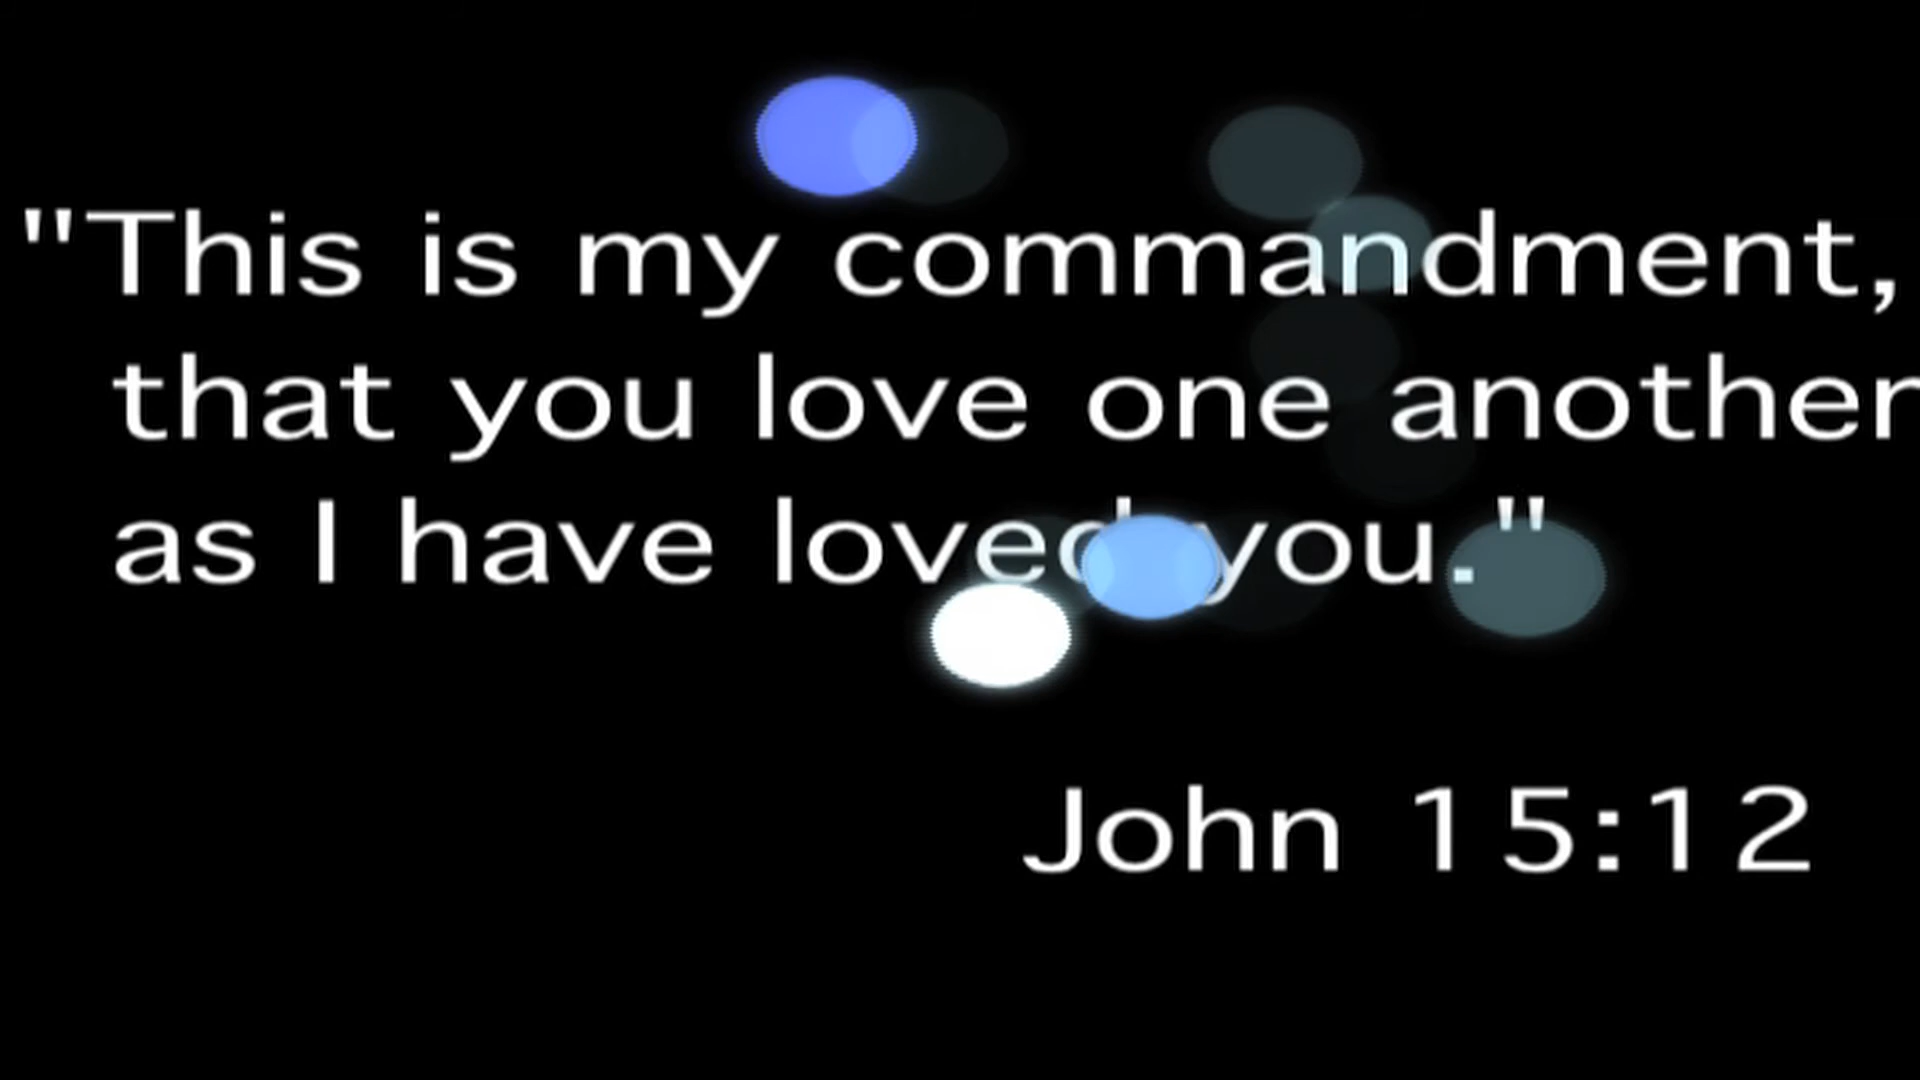 "This is my commandment,
that you love one another
as I have loved you."
John 15:12